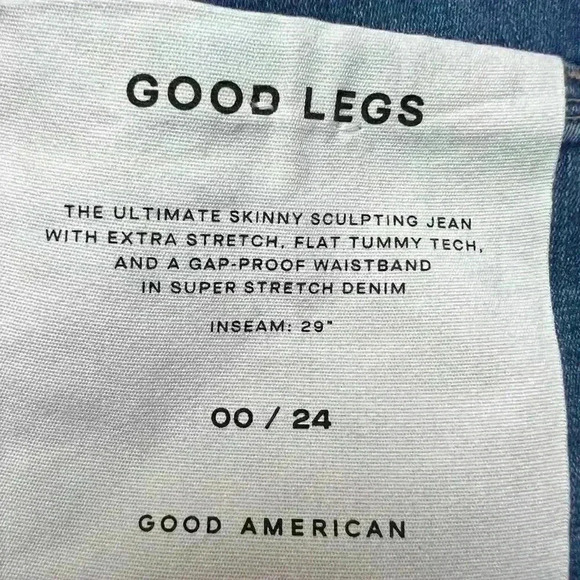 GOOD LEGS
THE ULTIMATE SKINNY SCULPTING JEAN
WITH EXTRA STRETCH, FLAT TUMMY TECH,
AND A GAP-PROOF WAISTBAND
IN SUPER STRETCH DENIM
INSEAM: 29"
00 / 24
GOOD AMERICAN